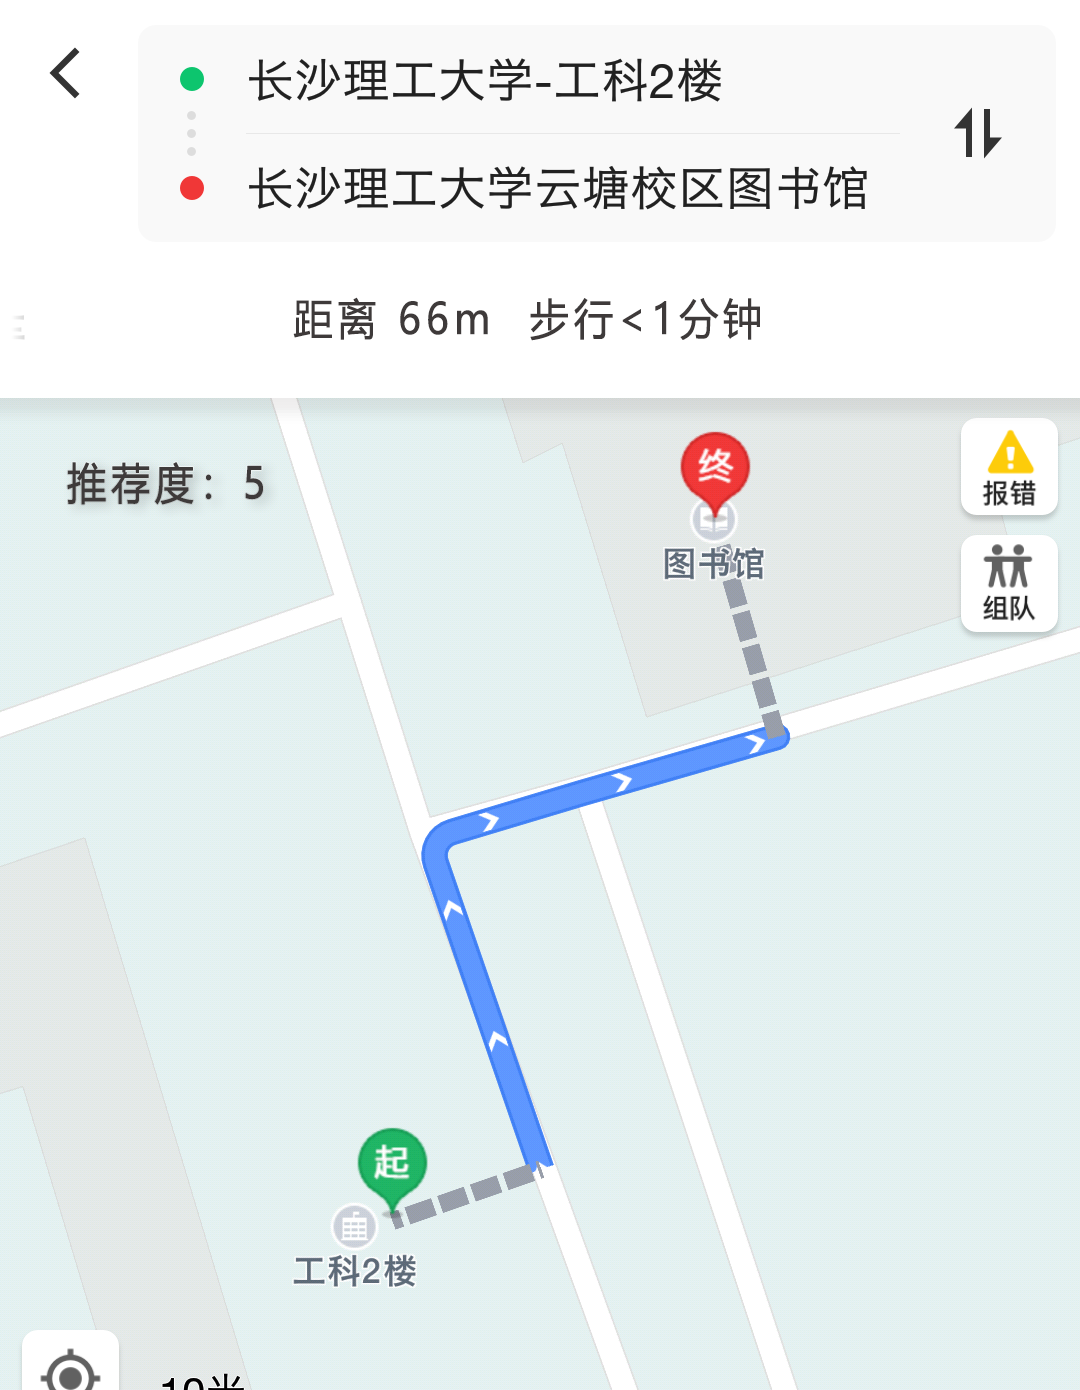 长沙理工大学-工科2楼
长沙理工大学云塘校区图书馆
距离 66m 步行<1分钟
推荐度：5
终
报错
图书馆
组队
起
工科2楼
10米